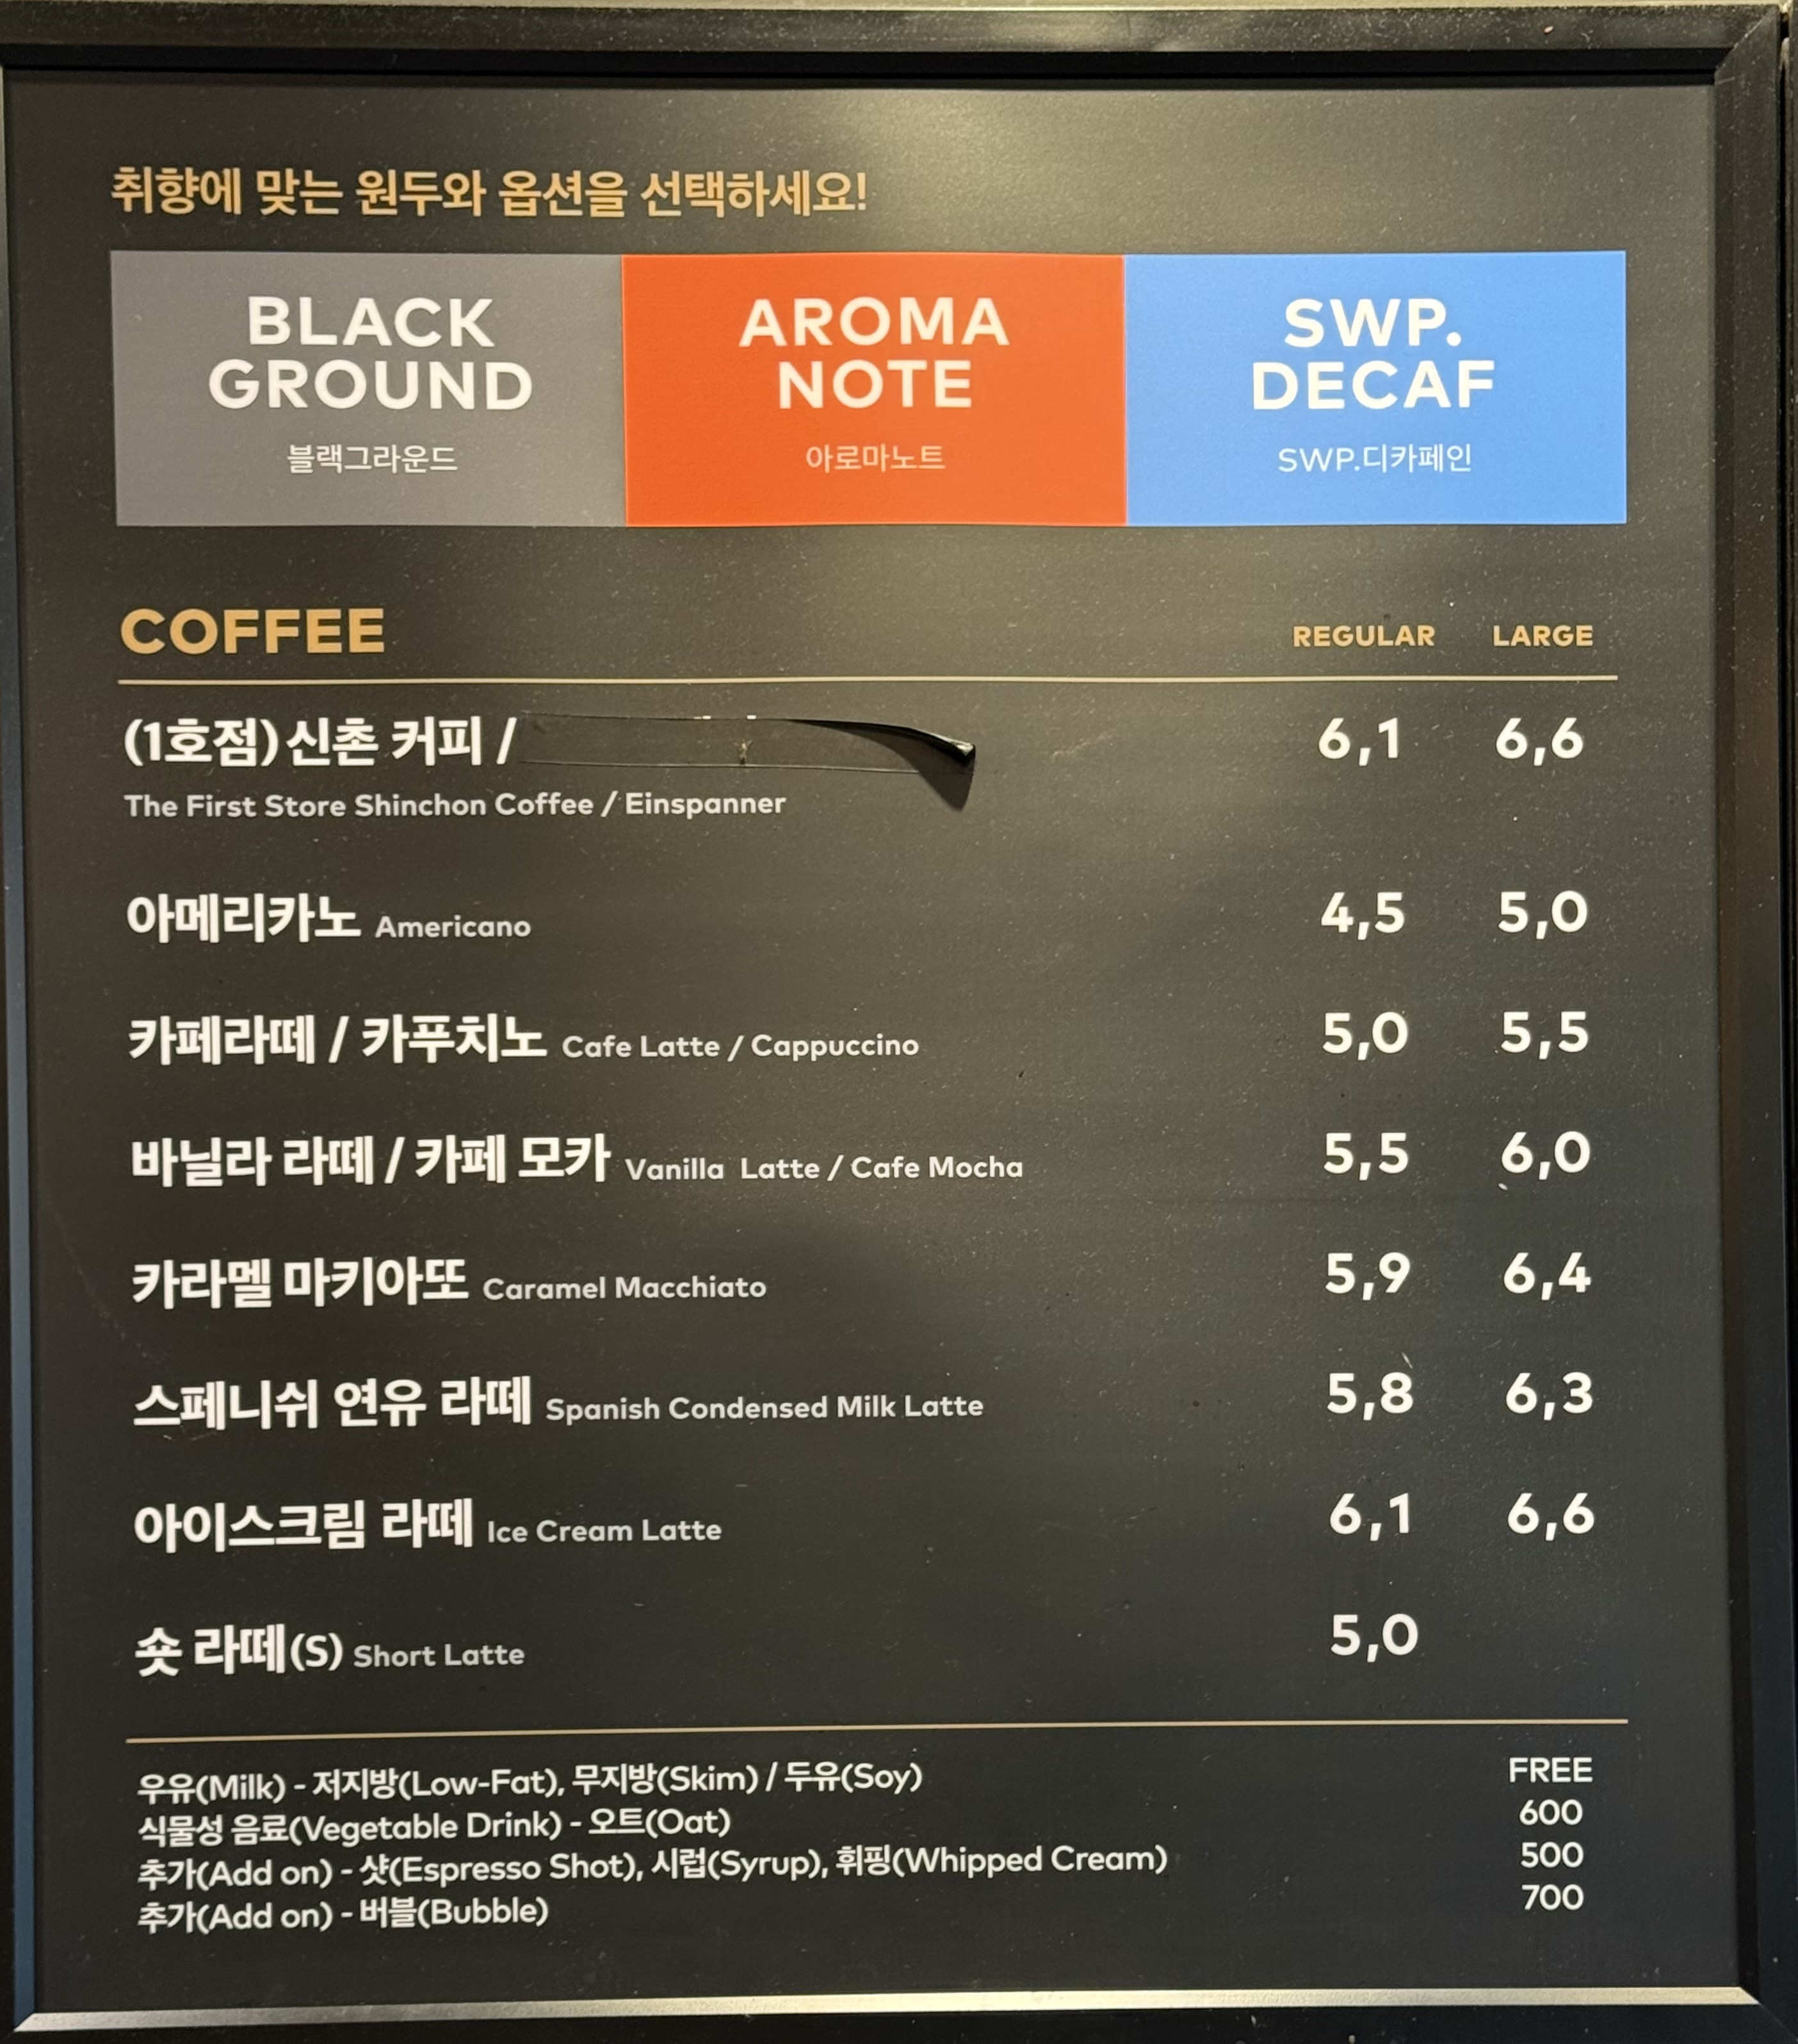 취향에 맞는 원두와 옵션을 선택하세요!
BLACK
GROUND
블랙그라운드
AROMA
NOTE
아로마노트
SWP.
DECAF
SWP.디카페인
COFFEE REGULAR LARGE
(1호점) 신촌 커피 / 6,1 6,6
The First Store Shinchon Coffee / Einspanner
아메리카노 Americano 4,5 5,0
카페라떼 / 카푸치노 Cafe Latte / Cappuccino 5,0 5,5
바닐라 라떼 / 카페 모카 Vanilla Latte / Cafe Mocha 5,5 6,0
카라멜 마키아또 Caramel Macchiato 5,9 6,4
스페니쉬 연유 라떼 Spanish Condensed Milk Latte 5,8 6,3
아이스크림 라떼 Ice Cream Latte 6,1 6,6
숏 라떼(S) Short Latte 5,0
우유(Milk) - 저지방(Low-Fat), 무지방(Skim) / 두유(Soy) FREE
식물성 음료(Vegetable Drink) - 오트(Oat) 600
추가(Add on) - 샷(Espresso Shot), 시럽(Syrup), 휘핑(Whipped Cream) 500
추가(Add on) - 버블(Bubble) 700